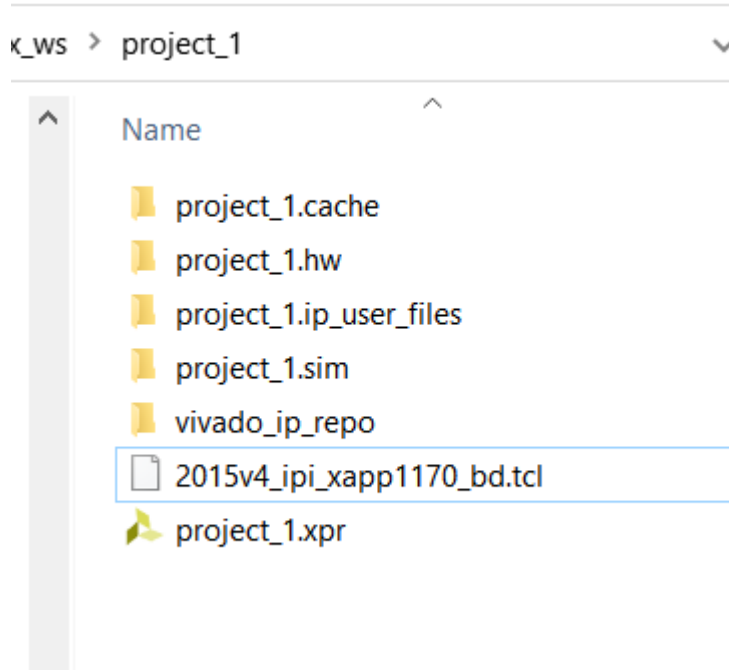 x_ws > project_1
Name
project_1.cache
project_1.hw
project_1.ip_user_files
project_1.sim
vivado_ip_repo
2015v4_ipi_xapp1170_bd.tcl
project_1.xpr